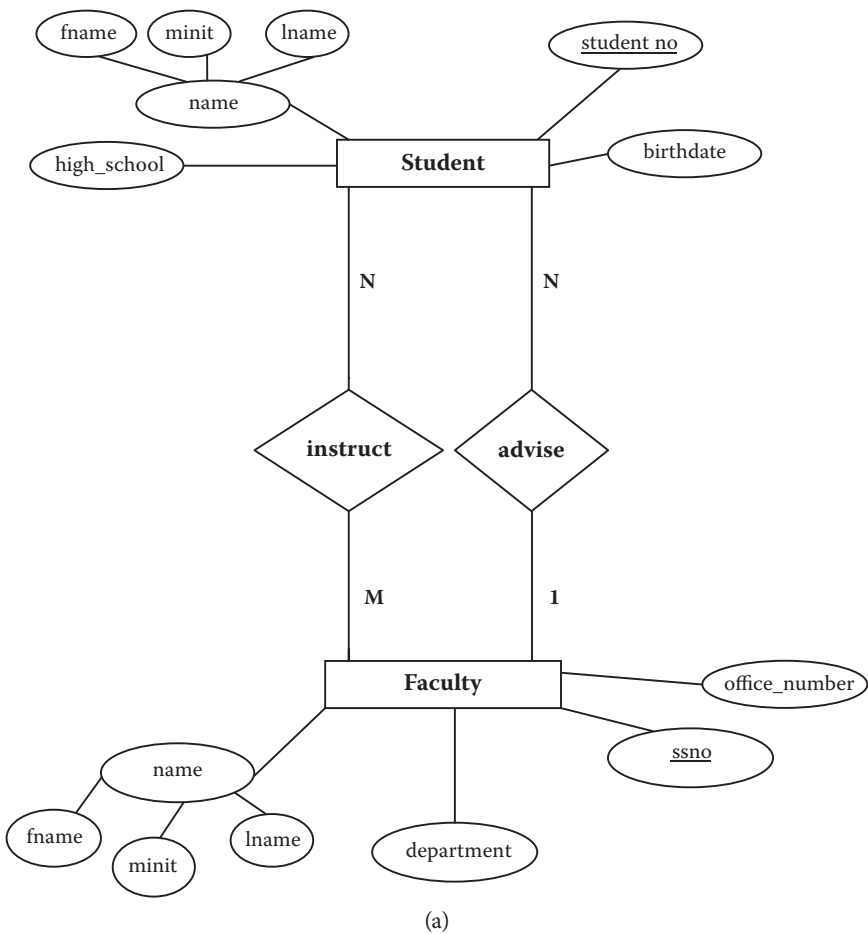 fname
minit
lname
student no
name
high_school
Student
birthdate
N
N
instruct
advise
M
1
Faculty
office_number
name
ssno
fname
minit
lname
department
(a)